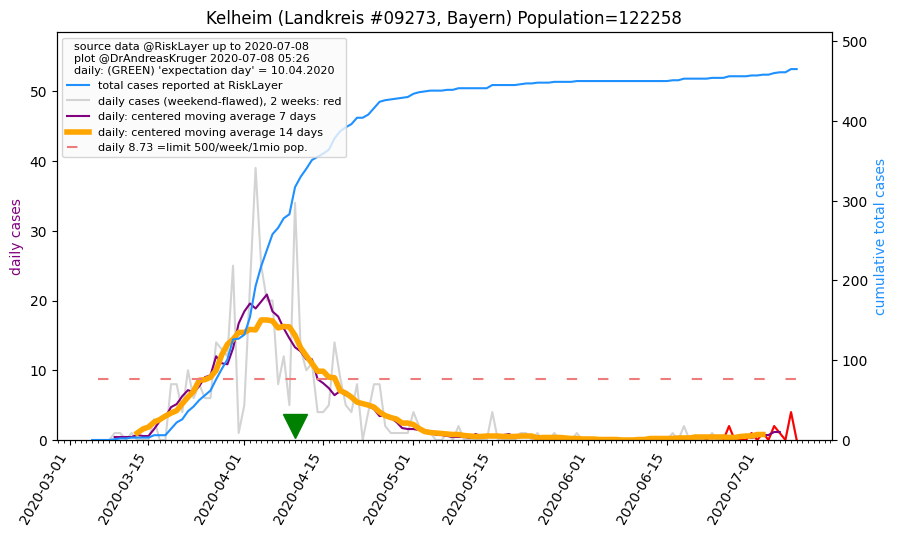 Kelheim (Landkreis #09273, Bayern) Population=122258
source data @RiskLayer up to 2020-07-08
plot @DrAndreasKruger 2020-07-08 05:26
daily: (GREEN) 'expectation day' = 10.04.2020
total cases reported at RiskLayer
daily cases (weekend-flawed), 2 weeks: red
daily: centered moving average 7 days
daily: centered moving average 14 days
daily 8.73 =limit 500/week/1mio pop.
daily cases
50
40
30
20
10
0
cumulative total cases
500
400
300
200
100
0
2020-03-01
2020-03-15
2020-04-01
2020-04-15
2020-05-01
2020-05-15
2020-06-01
2020-06-15
2020-07-01